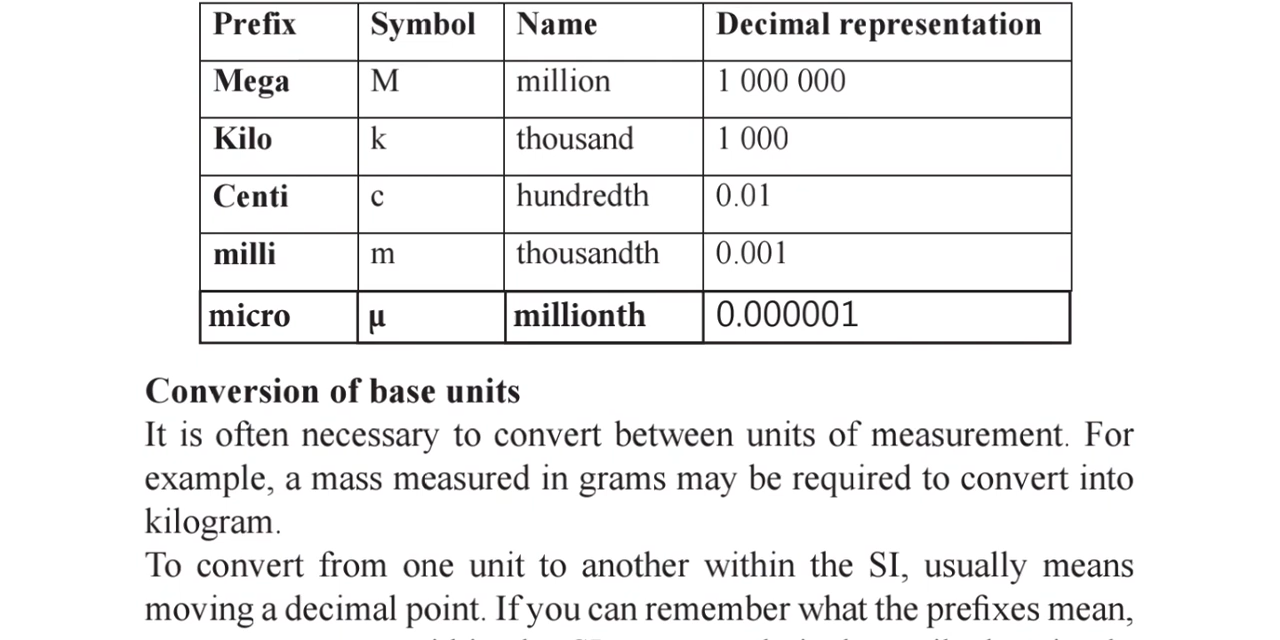 Prefix Symbol Name Decimal representation
Mega M million 1 000 000
Kilo k thousand 1 000
Centi c hundredth 0.01
milli m thousandth 0.001
micro µ millionth 0.000001
Conversion of base units
It is often necessary to convert between units of measurement. For
example, a mass measured in grams may be required to convert into
kilogram.
To convert from one unit to another within the SI, usually means
moving a decimal point. If you can remember what the prefixes mean,